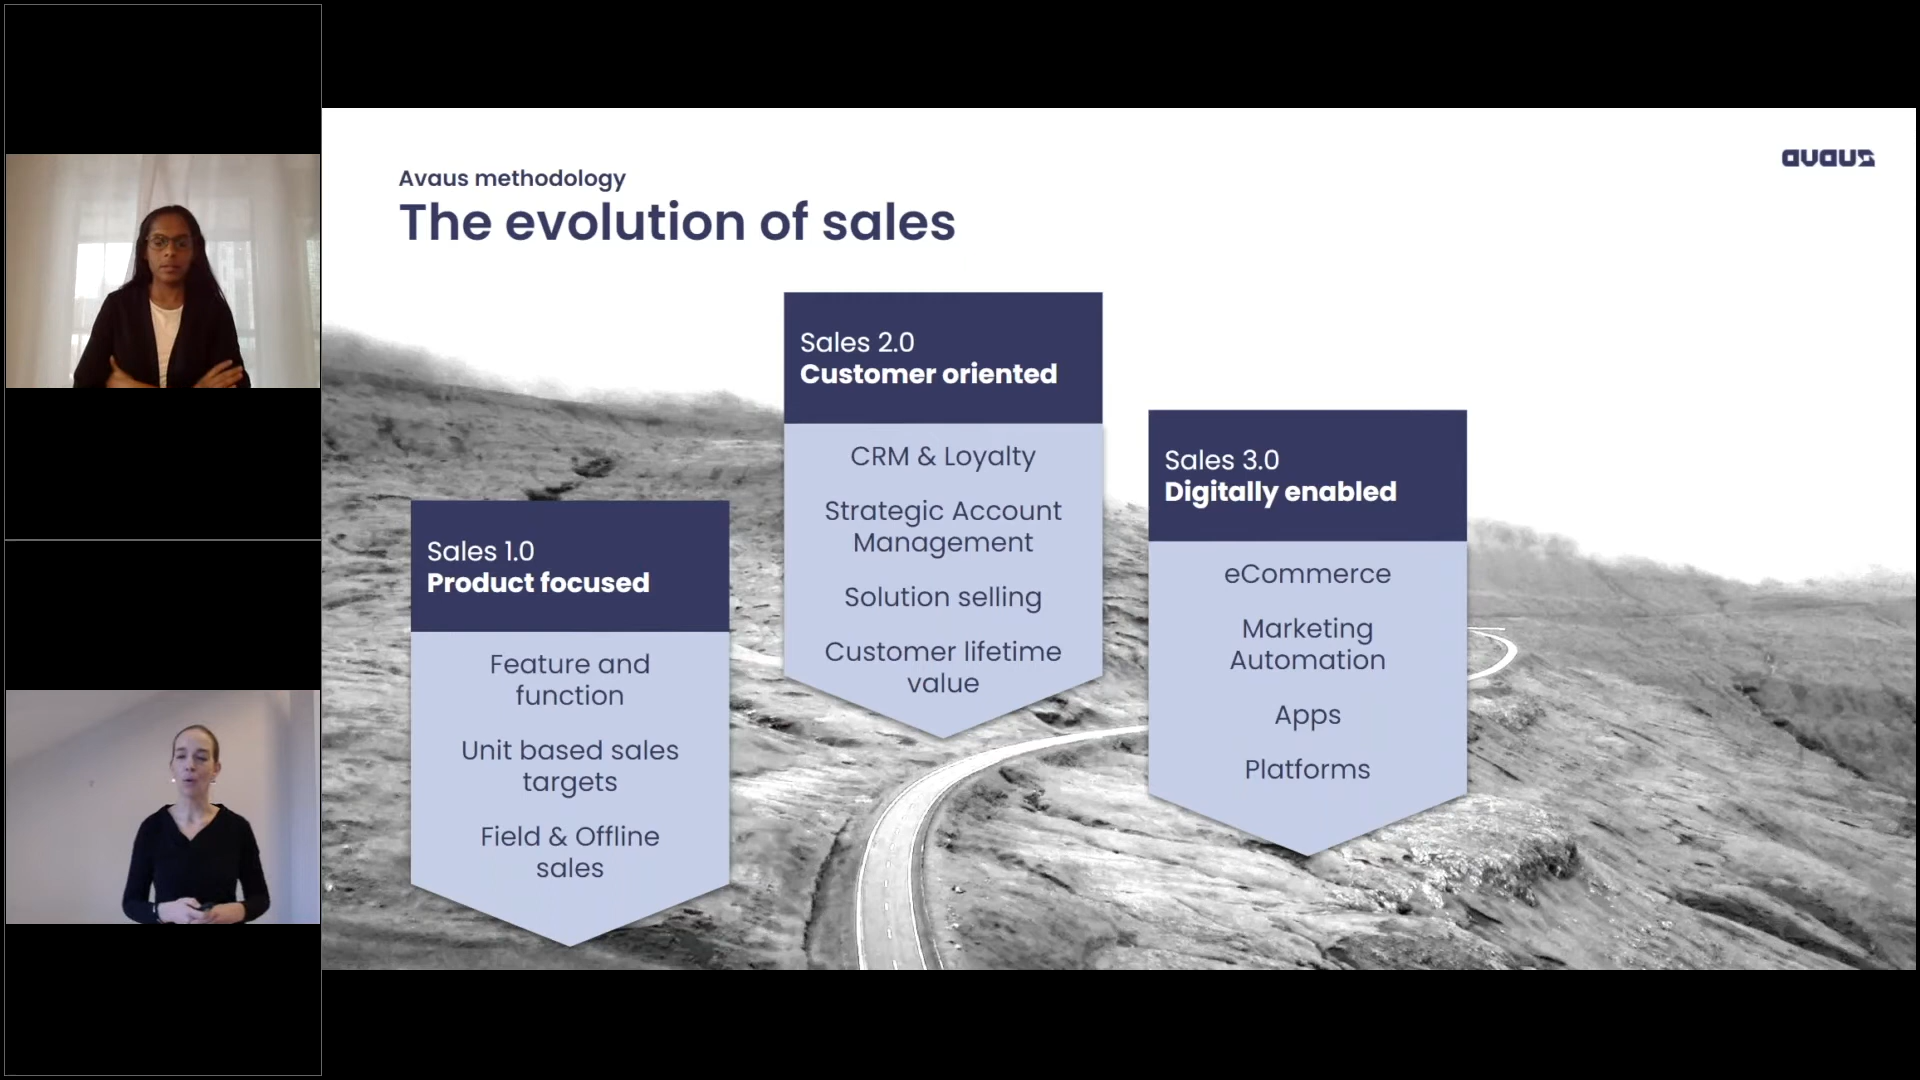 avaus
Avaus methodology
The evolution of sales
Sales 1.0
Product focused
Feature and
function
Unit based sales
targets
Field & Offline
sales
Sales 2.0
Customer oriented
CRM & Loyalty
Strategic Account
Management
Solution selling
Customer lifetime
value
Sales 3.0
Digitally enabled
eCommerce
Marketing
Automation
Apps
Platforms